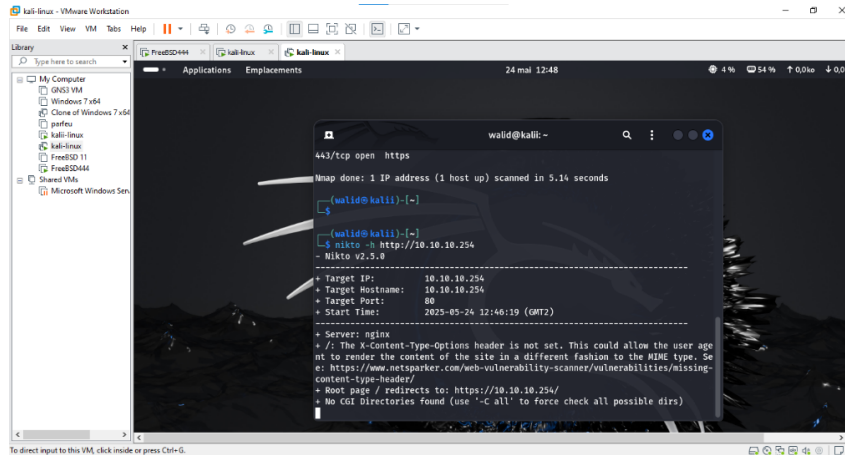 kali-linux - VMware Workstation
File Edit View VM Tabs Help
Library
Type here to search
My Computer
GNS3 VM
Windows 7 x64
Clone of Windows 7 x64
parfeu
kalii-linux
kali-linux
FreeBSD 11
FreeBSD444
Shared VMs
Microsoft Windows Serv
FreeBSD444 kali-linux kali-linux
Applications Emplacements 24 mai 12:48 4 % 54 % 0,0ko 0,0
walid@kalii: ~
443/tcp open https
Nmap done: 1 IP address (1 host up) scanned in 5.14 seconds
(walid㉿kalii)-[~]
$
(walid㉿kalii)-[~]
$ nikto -h http://10.10.10.254
- Nikto v2.5.0
---------------------------------------------------------------------------
+ Target IP: 10.10.10.254
+ Target Hostname: 10.10.10.254
+ Target Port: 80
+ Start Time: 2025-05-24 12:46:19 (GMT2)
---------------------------------------------------------------------------
+ Server: nginx
+ /: The X-Content-Type-Options header is not set. This could allow the user age
nt to render the content of the site in a different fashion to the MIME type. Se
e: https://www.netsparker.com/web-vulnerability-scanner/vulnerabilities/missing-
content-type-header/
+ Root page / redirects to: https://10.10.10.254/
+ No CGI Directories found (use '-C all' to force check all possible dirs)
To direct input to this VM, click inside or press Ctrl+G.